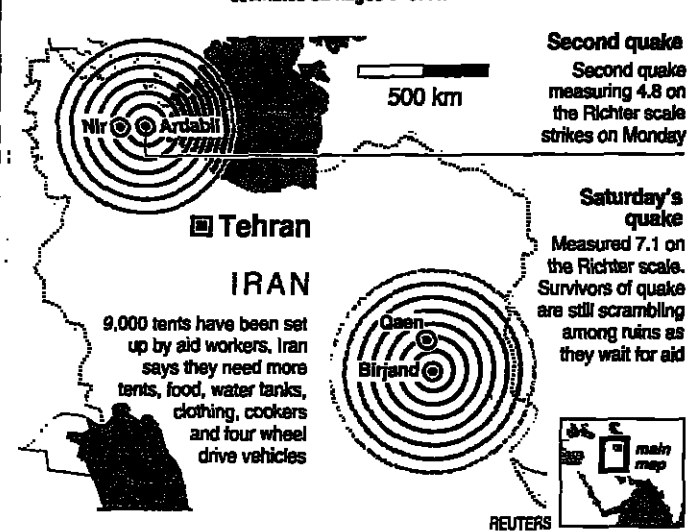 Second quake
Second quake
measuring 4.8 on
the Richter scale
strikes on Monday
500 km
Nir
Ardabil
Tehran
IRAN
Saturday's
quake
Measured 7.1 on
the Richter scale.
Survivors of quake
are still scrambling
among ruins as
they wait for aid
9,000 tents have been set
up by aid workers. Iran
says they need more
tents, food, water tanks,
clothing, cookers
and four wheel
drive vehicles
Qaen
Birjand
main
map
REUTERS